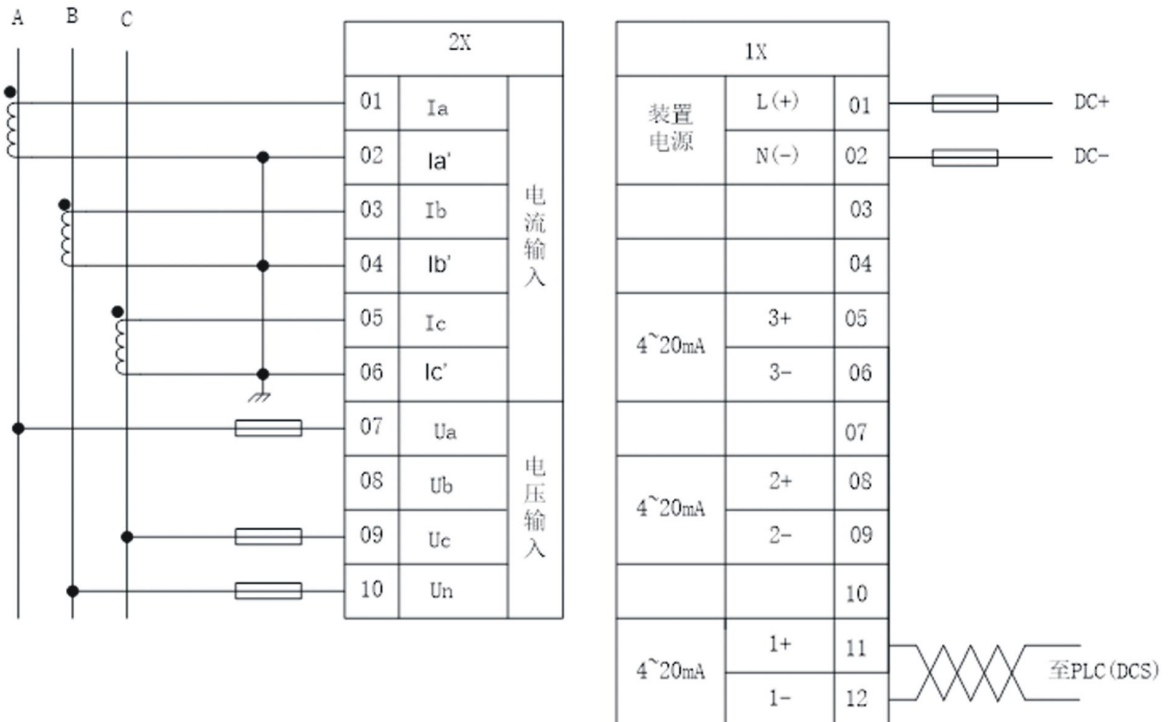 A B C
2X
01 Ia
02 Ia'
03 Ib
04 Ib'
05 Ic
06 Ic'
电流输入
07 Ua
08 Ub
09 Uc
10 Un
电压输入
1X
装置
电源
L(+) 01 DC+
N(-) 02 DC-
03
04
4~20mA
3+ 05
3- 06
07
4~20mA
2+ 08
2- 09
10
4~20mA
1+ 11
1- 12
至PLC(DCS)